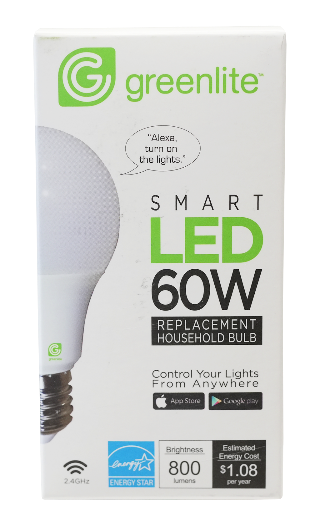 G greenlite™
"Alexa,
turn on
the lights."
SMART
LED
60W
REPLACEMENT
HOUSEHOLD BULB
Control Your Lights
From Anywhere
App Store Google play
greenlite
2.4GHz
energy
ENERGY STAR
Brightness
800
lumens
Estimated
Energy Cost
$1.08
per year